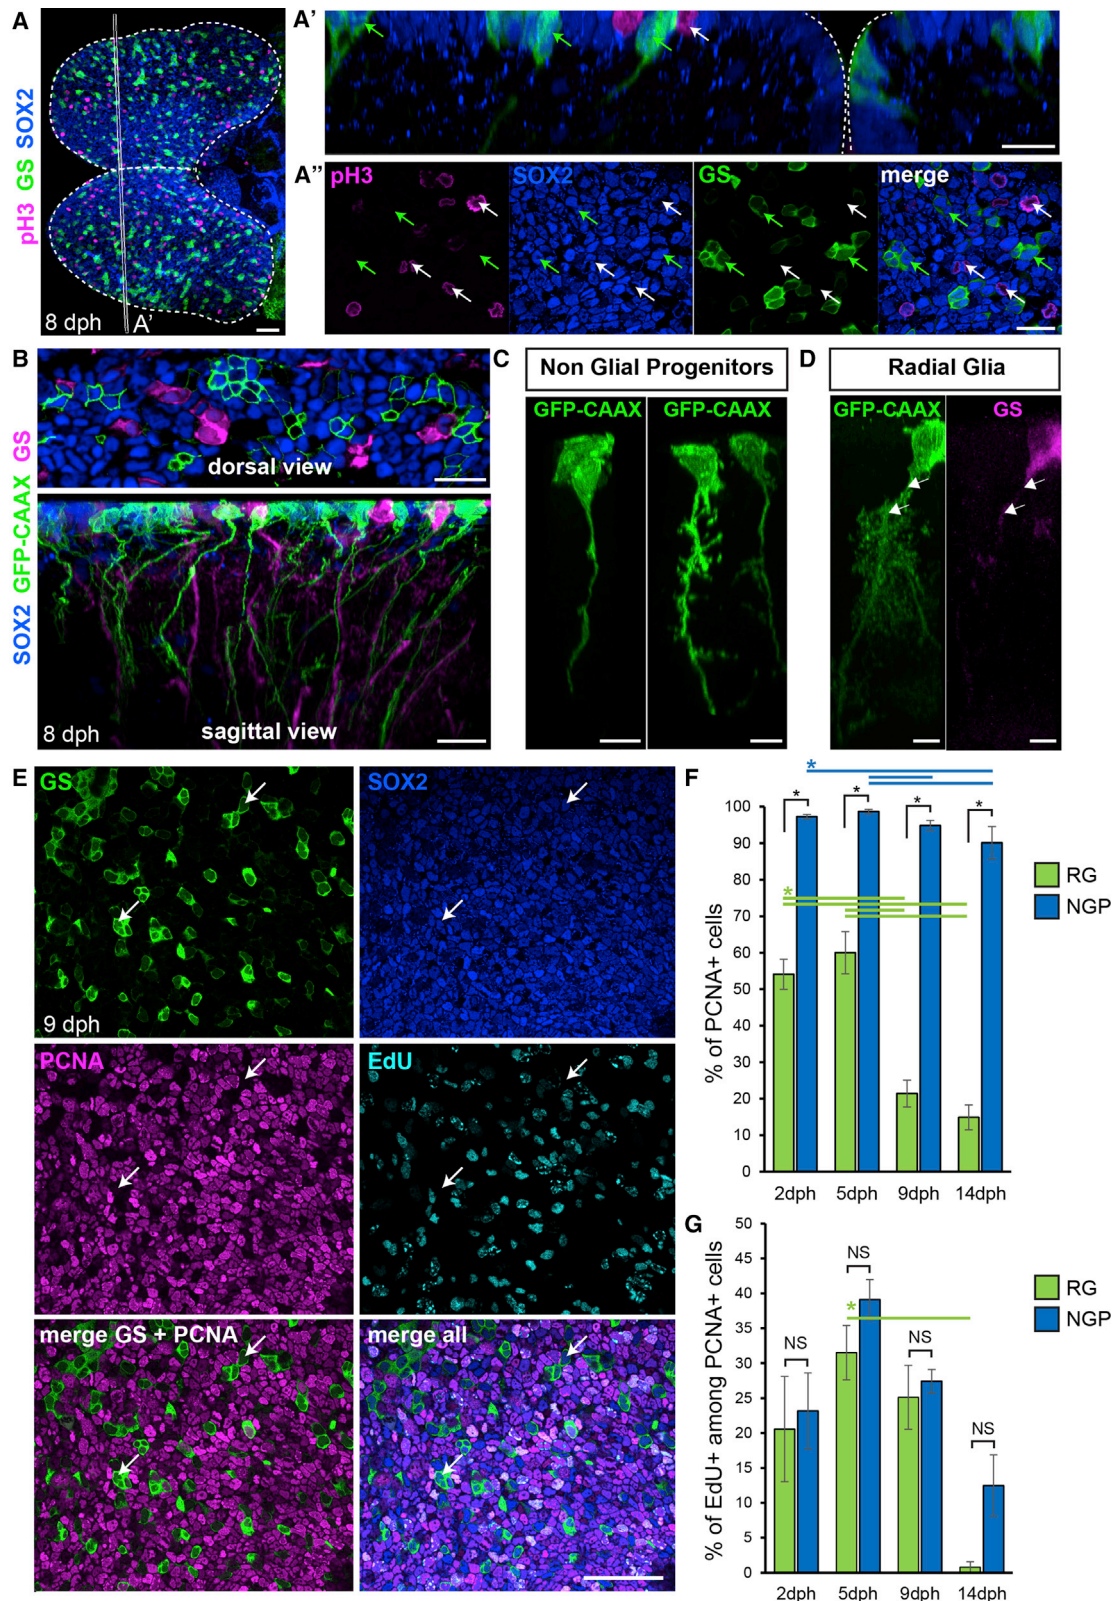 A
pH3 GS SOX2
8 dph
A'
A'
A"
pH3
SOX2
GS
merge
B
SOX2 GFP-CAAX GS
dorsal view
sagittal view
8 dph
C
Non Glial Progenitors
GFP-CAAX
GFP-CAAX
D
Radial Glia
GFP-CAAX
GS
E
GS
9 dph
SOX2
PCNA
EdU
merge GS + PCNA
merge all
F
% of PCNA+ cells
100
90
80
70
60
50
40
30
20
10
0
*
*
*
*
*
*
2dph
5dph
9dph
14dph
RG
NGP
G
% of EdU+ among PCNA+ cells
50
45
40
35
30
25
20
15
10
5
0
NS
NS
*
NS
NS
2dph
5dph
9dph
14dph
RG
NGP